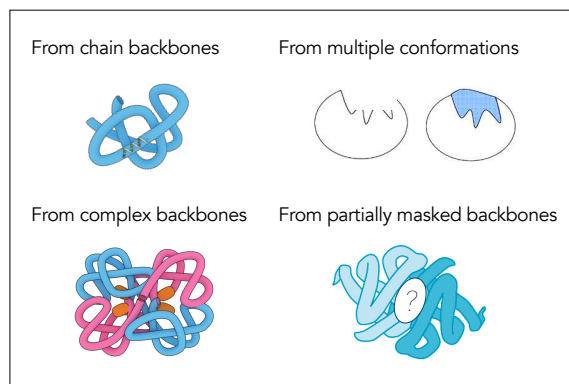 From chain backbones
From multiple conformations
From complex backbones
From partially masked backbones
?